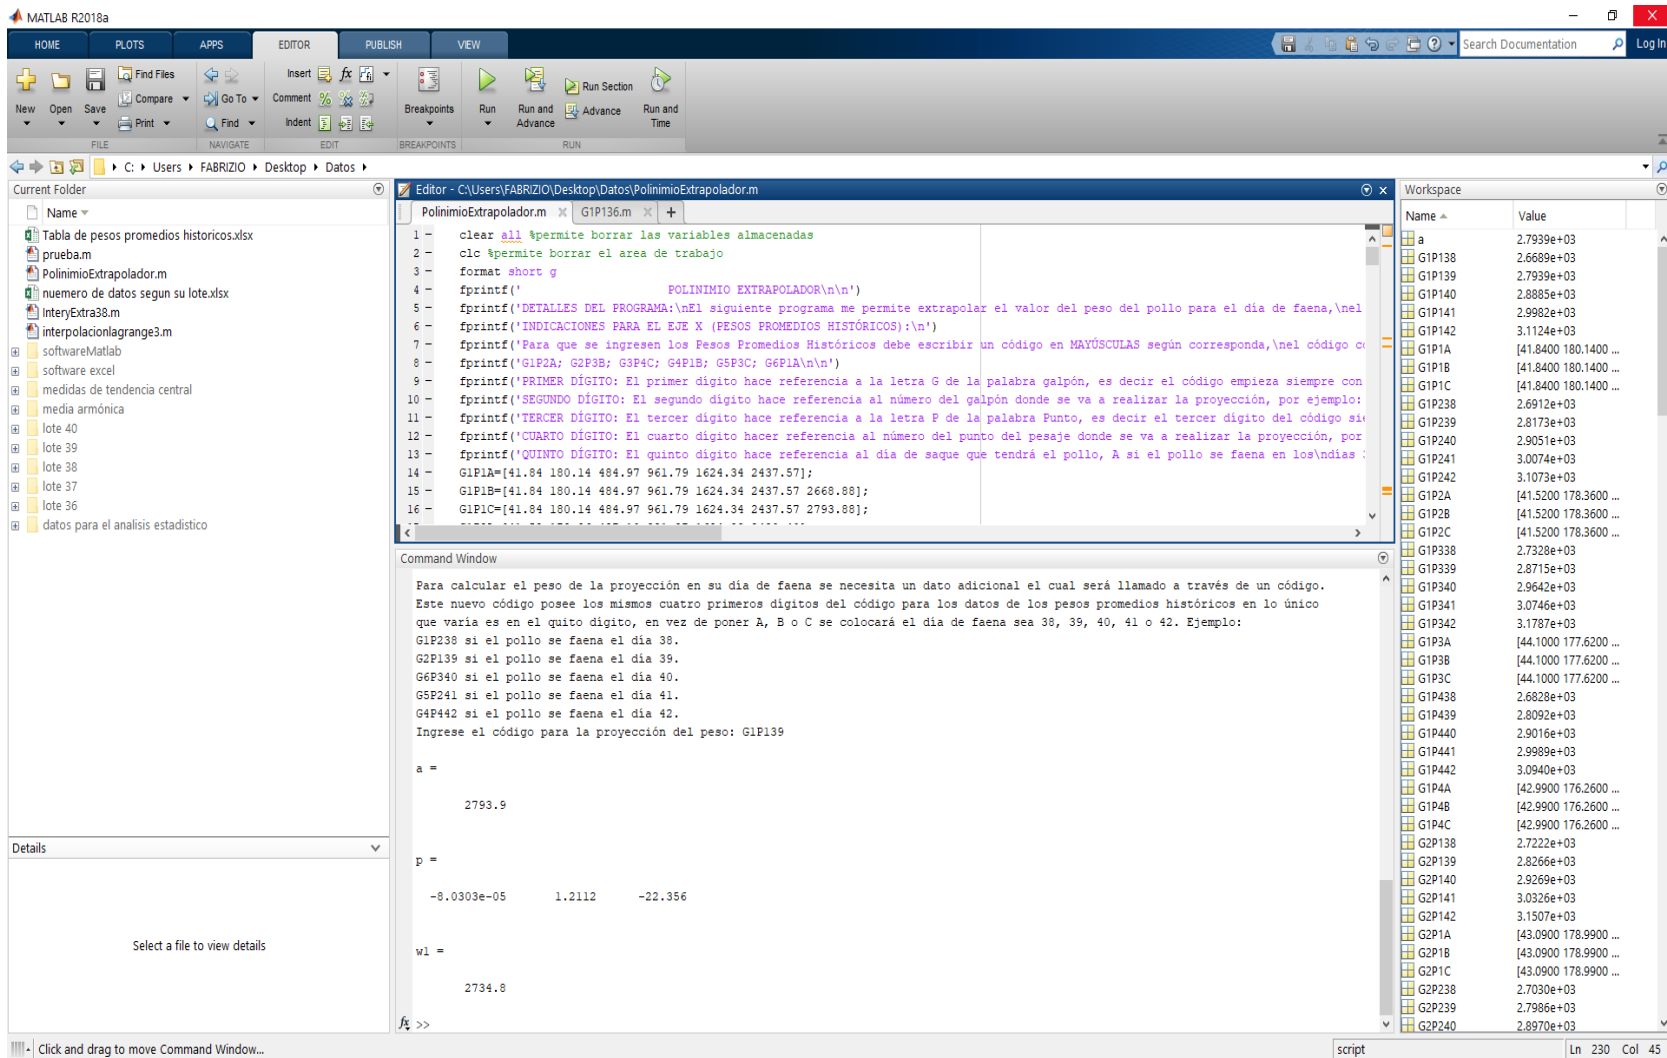 MATLAB R2018a
HOME PLOTS APPS EDITOR PUBLISH VIEW
Search Documentation
Log In
New
Open
Save
Find Files
Compare
Print
FILE
Go To
Find
NAVIGATE
Insert
Comment
Indent
EDIT
Breakpoints
BREAKPOINTS
Run
Run and Advance
Run Section
Advance
Run and Time
RUN
C: Users FABRIZIO Desktop Datos
Current Folder
Name
Tabla de pesos promedios historicos.xlsx
prueba.m
PolinimioExtrapolador.m
nuemero de datos segun su lote.xlsx
InteryExtra38.m
interpolacionlagrange3.m
softwareMatlab
software excel
medidas de tendencia central
media armónica
lote 40
lote 39
lote 38
lote 37
lote 36
datos para el analisis estadistico
Details
Select a file to view details
Editor - C:\Users\FABRIZIO\Desktop\Datos\PolinimioExtrapolador.m
PolinimioExtrapolador.m G1P136.m
1 - clear all %permite borrar las variables almacenadas
2 - clc %permite borrar el area de trabajo
3 - format short g
4 - fprintf(' POLINIMIO EXTRAPOLADOR\n\n')
5 - fprintf('DETALLES DEL PROGRAMA:\nEl siguiente programa me permite extrapolar el valor del peso del pollo para el día de faena,\nel
6 - fprintf('INDICACIONES PARA EL EJE X (PESOS PROMEDIOS HISTÓRICOS):\n')
7 - fprintf('Para que se ingresen los Pesos Promedios Históricos debe escribir un código en MAYÚSCULAS según corresponda,\nel código co
8 - fprintf('G1P2A; G2P3B; G3P4C; G4P1B; G5P3C; G6P1A\n\n')
9 - fprintf('PRIMER DÍGITO: El primer dígito hace referencia a la letra G de la palabra galpón, es decir el código empieza siempre con
10 - fprintf('SEGUNDO DÍGITO: El segundo dígito hace referencia al número del galpón donde se va a realizar la proyección, por ejemplo:
11 - fprintf('TERCER DÍGITO: El tercer dígito hace referencia a la letra P de la palabra Punto, es decir el tercer dígito del código sie
12 - fprintf('CUARTO DÍGITO: El cuarto dígito hacer referencia al número del punto del pesaje donde se va a realizar la proyección, por
13 - fprintf('QUINTO DÍGITO: El quinto dígito hace referencia al día de saque que tendrá el pollo, A si el pollo se faena en los\ndías
14 - G1P1A=[41.84 180.14 484.97 961.79 1624.34 2437.57];
15 - G1P1B=[41.84 180.14 484.97 961.79 1624.34 2437.57 2668.88];
16 - G1P1C=[41.84 180.14 484.97 961.79 1624.34 2437.57 2793.88];
Command Window
Para calcular el peso de la proyección en su día de faena se necesita un dato adicional el cual será llamado a través de un código.
Este nuevo código posee los mismos cuatro primeros dígitos del código para los datos de los pesos promedios históricos en lo único
que varía es en el quito dígito, en vez de poner A, B o C se colocará el día de faena sea 38, 39, 40, 41 o 42. Ejemplo:
G1P238 si el pollo se faena el día 38.
G2P139 si el pollo se faena el día 39.
G6P340 si el pollo se faena el día 40.
G5P241 si el pollo se faena el día 41.
G4P442 si el pollo se faena el día 42.
Ingrese el código para la proyección del peso: G1P139
a =
2793.9
p =
-8.0303e-05 1.2112 -22.356
w1 =
2734.8
fx >>
Workspace
Name Value
a 2.7939e+03
G1P138 2.6689e+03
G1P139 2.7939e+03
G1P140 2.8885e+03
G1P141 2.9982e+03
G1P142 3.1124e+03
G1P1A [41.8400 180.1400 ...
G1P1B [41.8400 180.1400 ...
G1P1C [41.8400 180.1400 ...
G1P238 2.6912e+03
G1P239 2.8173e+03
G1P240 2.9051e+03
G1P241 3.0074e+03
G1P242 3.1073e+03
G1P2A [41.5200 178.3600 ...
G1P2B [41.5200 178.3600 ...
G1P2C [41.5200 178.3600 ...
G1P338 2.7328e+03
G1P339 2.8715e+03
G1P340 2.9642e+03
G1P341 3.0746e+03
G1P342 3.1787e+03
G1P3A [44.1000 177.6200 ...
G1P3B [44.1000 177.6200 ...
G1P3C [44.1000 177.6200 ...
G1P438 2.6828e+03
G1P439 2.8092e+03
G1P440 2.9016e+03
G1P441 2.9989e+03
G1P442 3.0940e+03
G1P4A [42.9900 176.2600 ...
G1P4B [42.9900 176.2600 ...
G1P4C [42.9900 176.2600 ...
G2P138 2.7222e+03
G2P139 2.8266e+03
G2P140 2.9269e+03
G2P141 3.0326e+03
G2P142 3.1507e+03
G2P1A [43.0900 178.9900 ...
G2P1B [43.0900 178.9900 ...
G2P1C [43.0900 178.9900 ...
G2P238 2.7030e+03
G2P239 2.7986e+03
G2P240 2.8970e+03
Click and drag to move Command Window...
script
Ln 230 Col 45